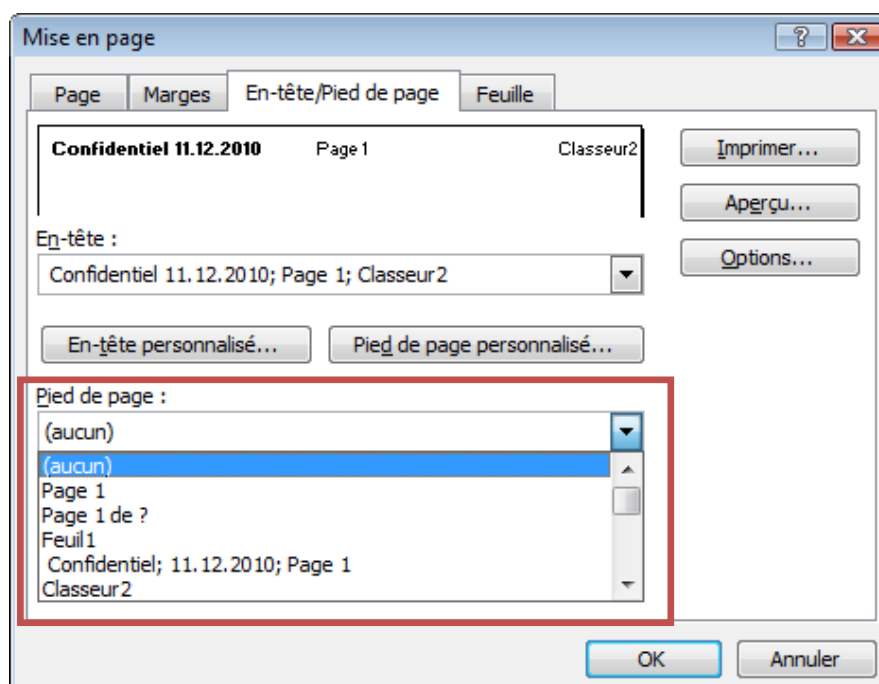 Mise en page
Page Marges En-tête/Pied de page Feuille
Confidentiel 11.12.2010 Page 1 Classeur2
Imprimer...
Aperçu...
En-tête :
Options...
Confidentiel 11.12.2010; Page 1; Classeur2
En-tête personnalisé... Pied de page personnalisé...
Pied de page :
(aucun)
(aucun)
Page 1
Page 1 de ?
Feuil1
Confidentiel; 11.12.2010; Page 1
Classeur2
OK Annuler